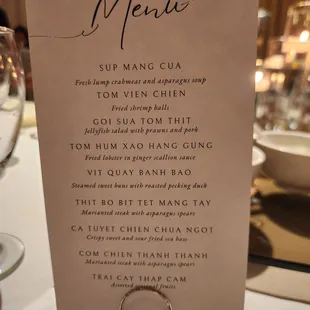 Menu
SUP MANG CUA
Fresh lump crabmeat and asparagus soup
TOM VIEN CHIEN
Fried shrimp balls
GOI SUA TOM THIT
Jellyfish salad with prawns and pork
TOM HUM XAO HANG GUNG
Fried lobster in ginger scallion sauce
VIT QUAY BANH BAO
Steamed sweet buns with roasted pecking duck
THIT BO BIT TET MANG TAY
Marianted steak with asparagus spears
CA TUYET CHIEN CHUA NGOT
Crispy sweet and sour fried sea bass
COM CHIEN THANH THANH
Marianted steak with asparagus spears
TRAI CAY THAP CAM
Assorted seasonal fruits